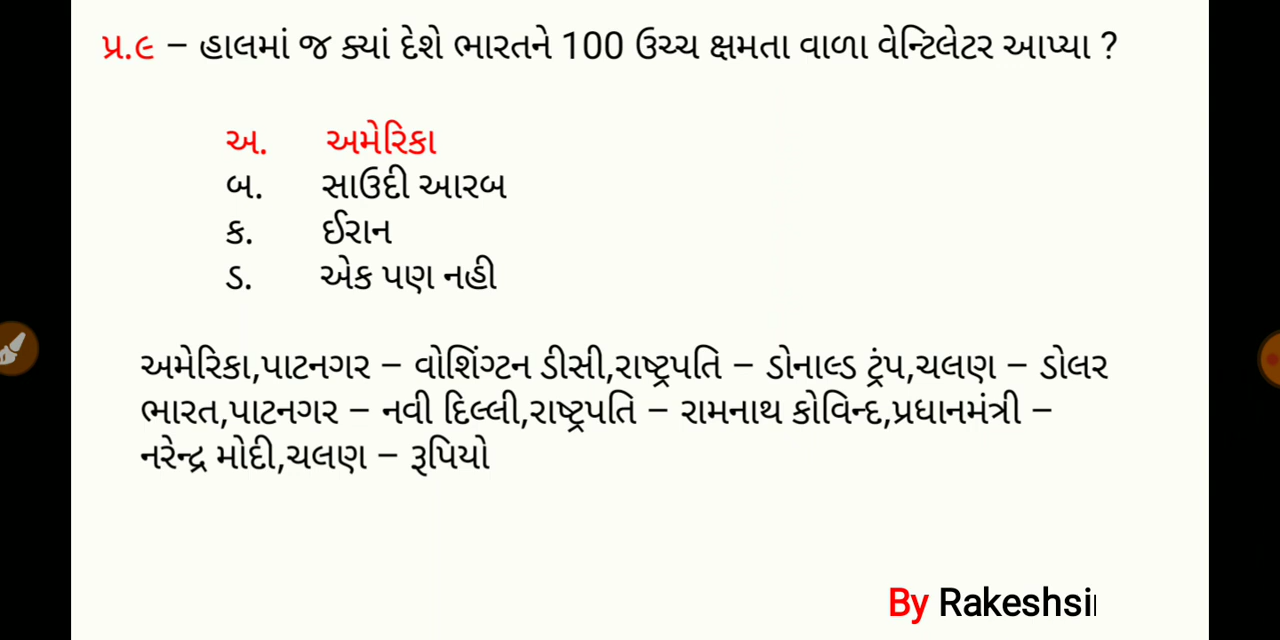 પ્ર.૯ – હાલમાં જ ક્યાં દેશે ભારતને 100 ઉચ્ચ ક્ષમતા વાળા વેન્ટિલેટર આપ્યા ?
અ. અમેરિકા
બ. સાઉદી આરબ
ક. ઈરાન
ડ. એક પણ નહી
અમેરિકા,પાટનગર – વોશિંગ્ટન ડીસી,રાષ્ટ્રપતિ – ડોનાલ્ડ ટ્રંપ,ચલણ – ડોલર
ભારત,પાટનગર – નવી દિલ્લી,રાષ્ટ્રપતિ – રામનાથ કોવિન્દ,પ્રધાનમંત્રી –
નરેન્દ્ર મોદી,ચલણ – રૂપિયો
By